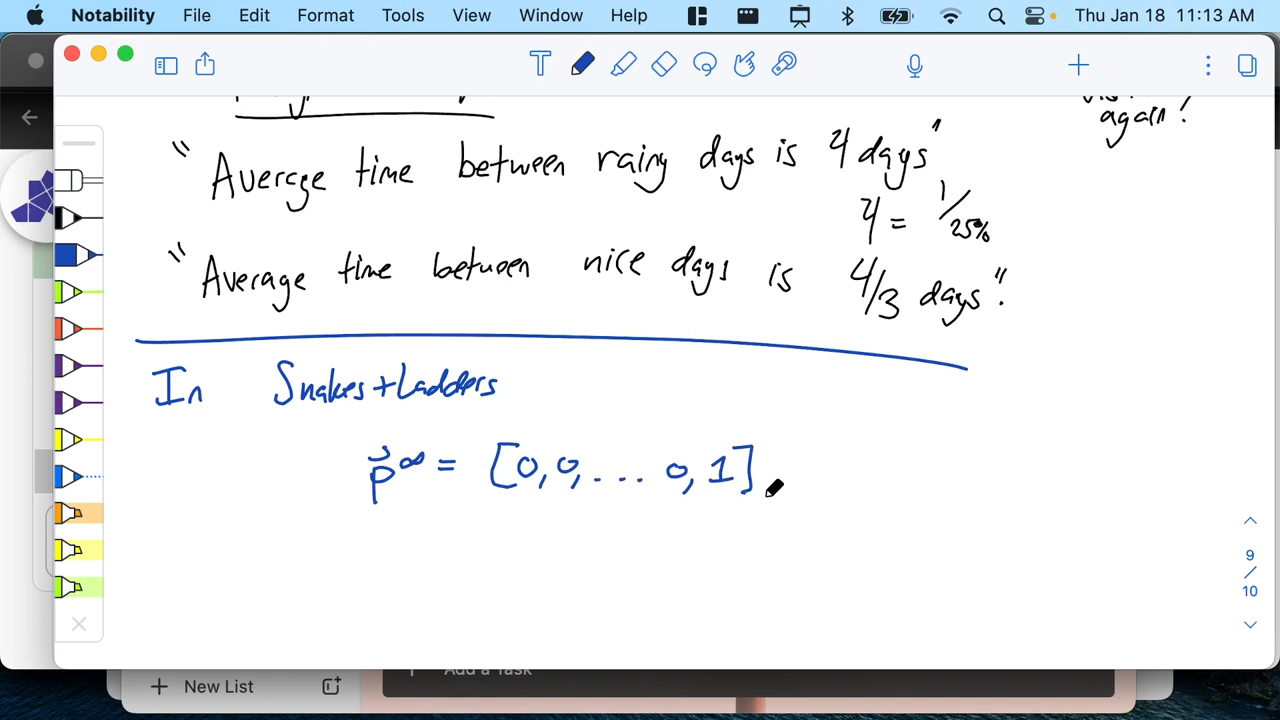 Notability File Edit Format Tools View Window Help Thu Jan 18 11:13 AM
again?
"Average time between rainy days is 4 days"
4 = 1/25%
"Average time between nice days is 4/3 days".
In Snakes+Ladders
p⃗^∞ = [0,0,... 0,1]
9
/
10
New List
Add a Task